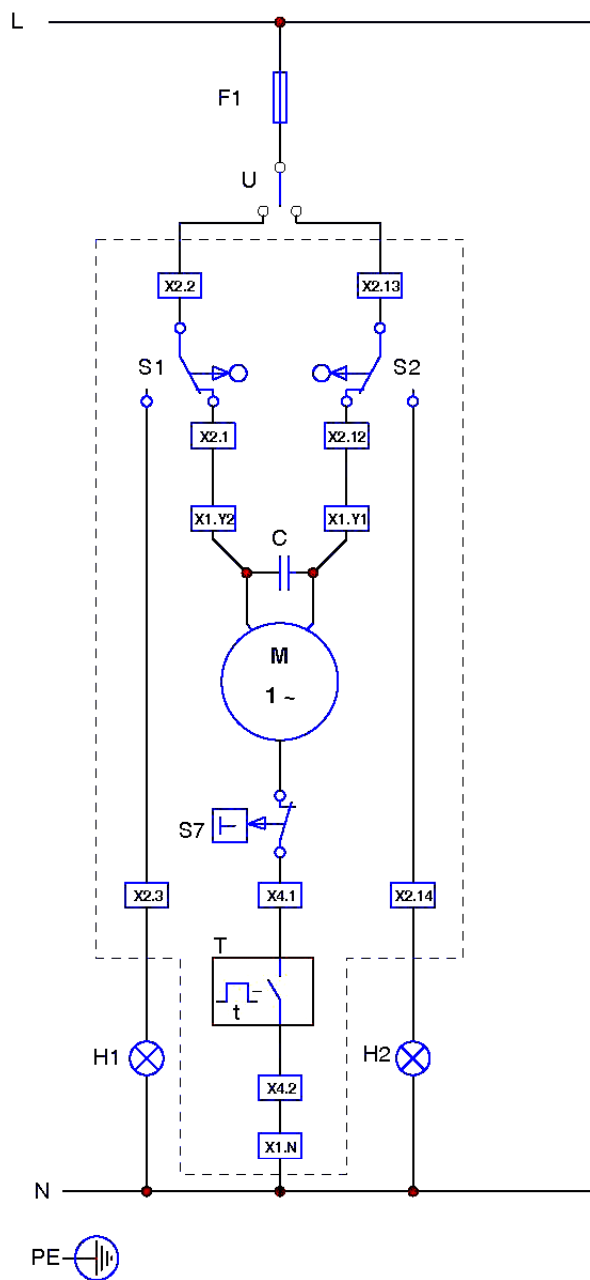 L
F1
U
X2.2 X2.13
S1 S2
X2.1 X2.12
X1.Y2 X1.Y1
C
M
1 ~
S7
X2.3 X4.1 X2.14
T
t
H1 H2
X4.2
X1.N
N
PE